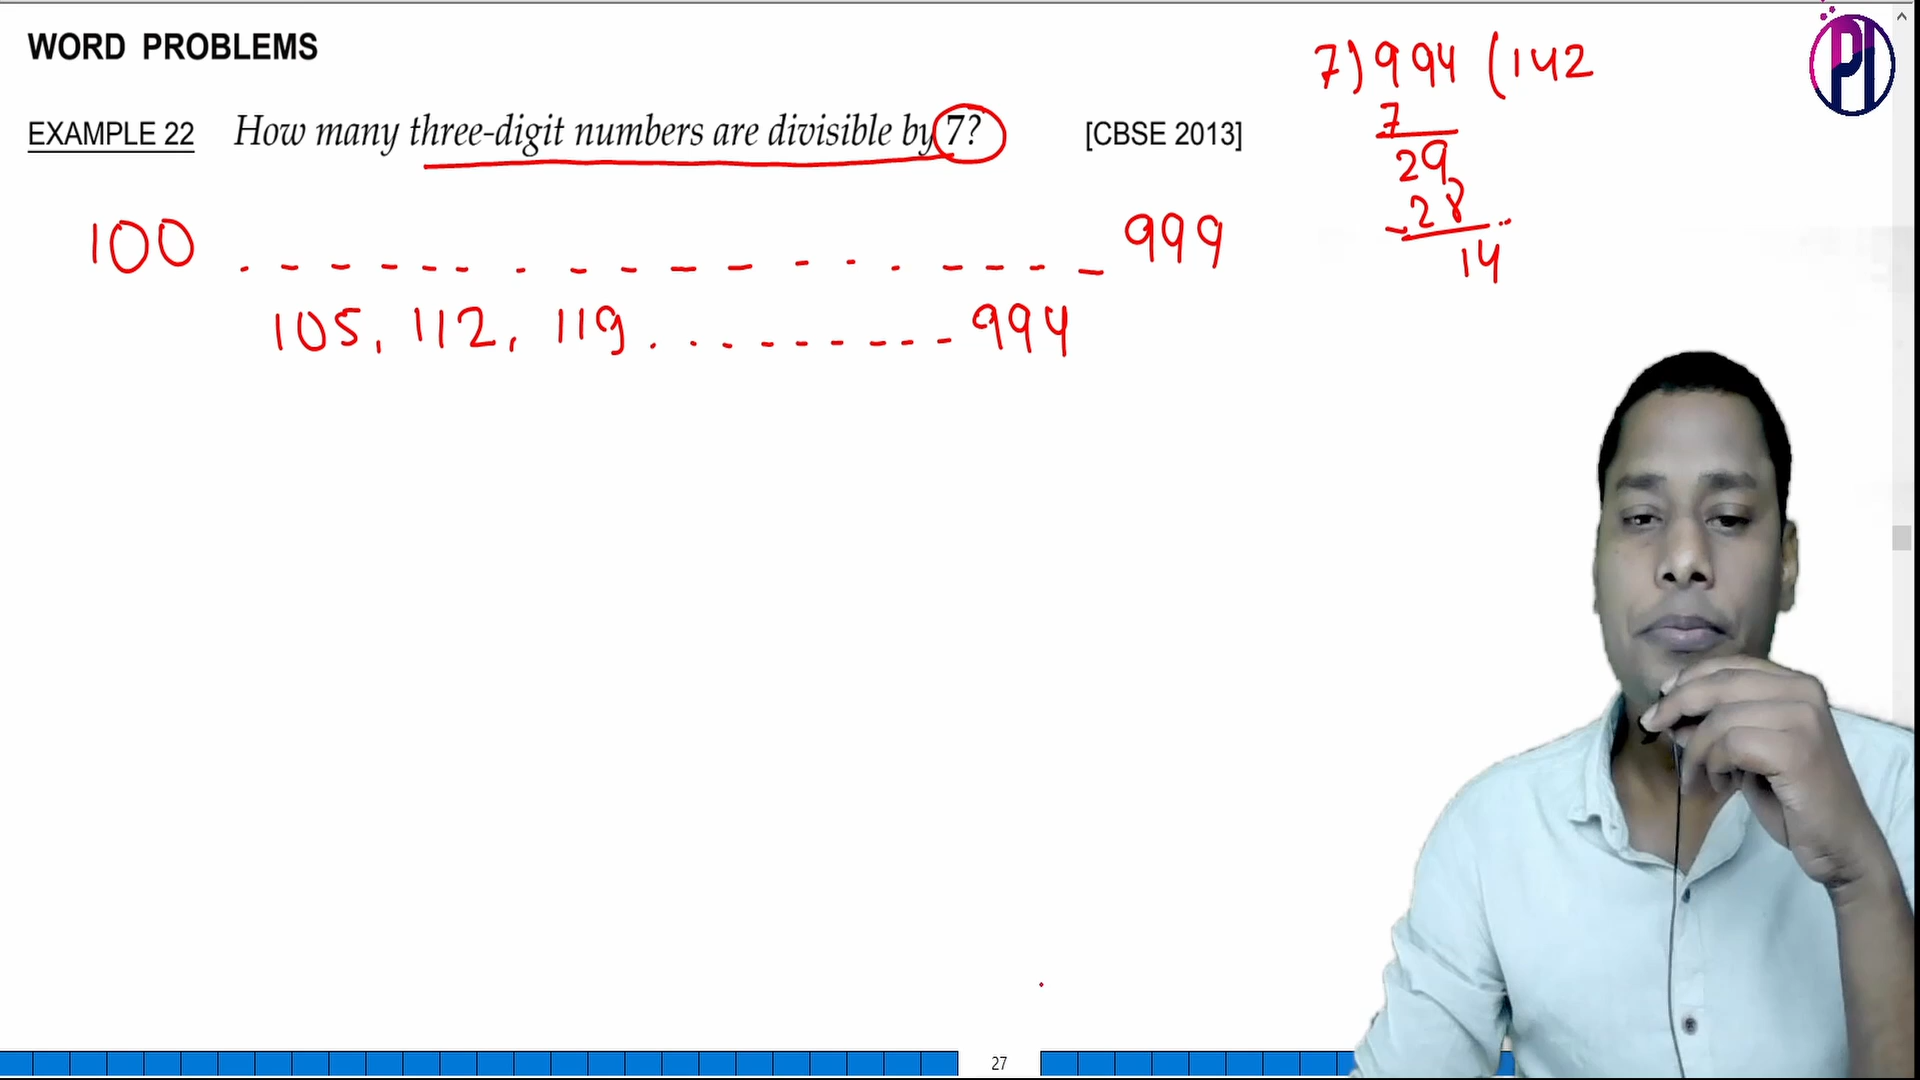 WORD PROBLEMS
EXAMPLE 22 How many three-digit numbers are divisible by 7? [CBSE 2013]
7)994(142
7
29
28
14
100 . - - - - - . - - - - - . . - - - - 999
105, 112, 119 . . - - - - - - - 994
PI
27